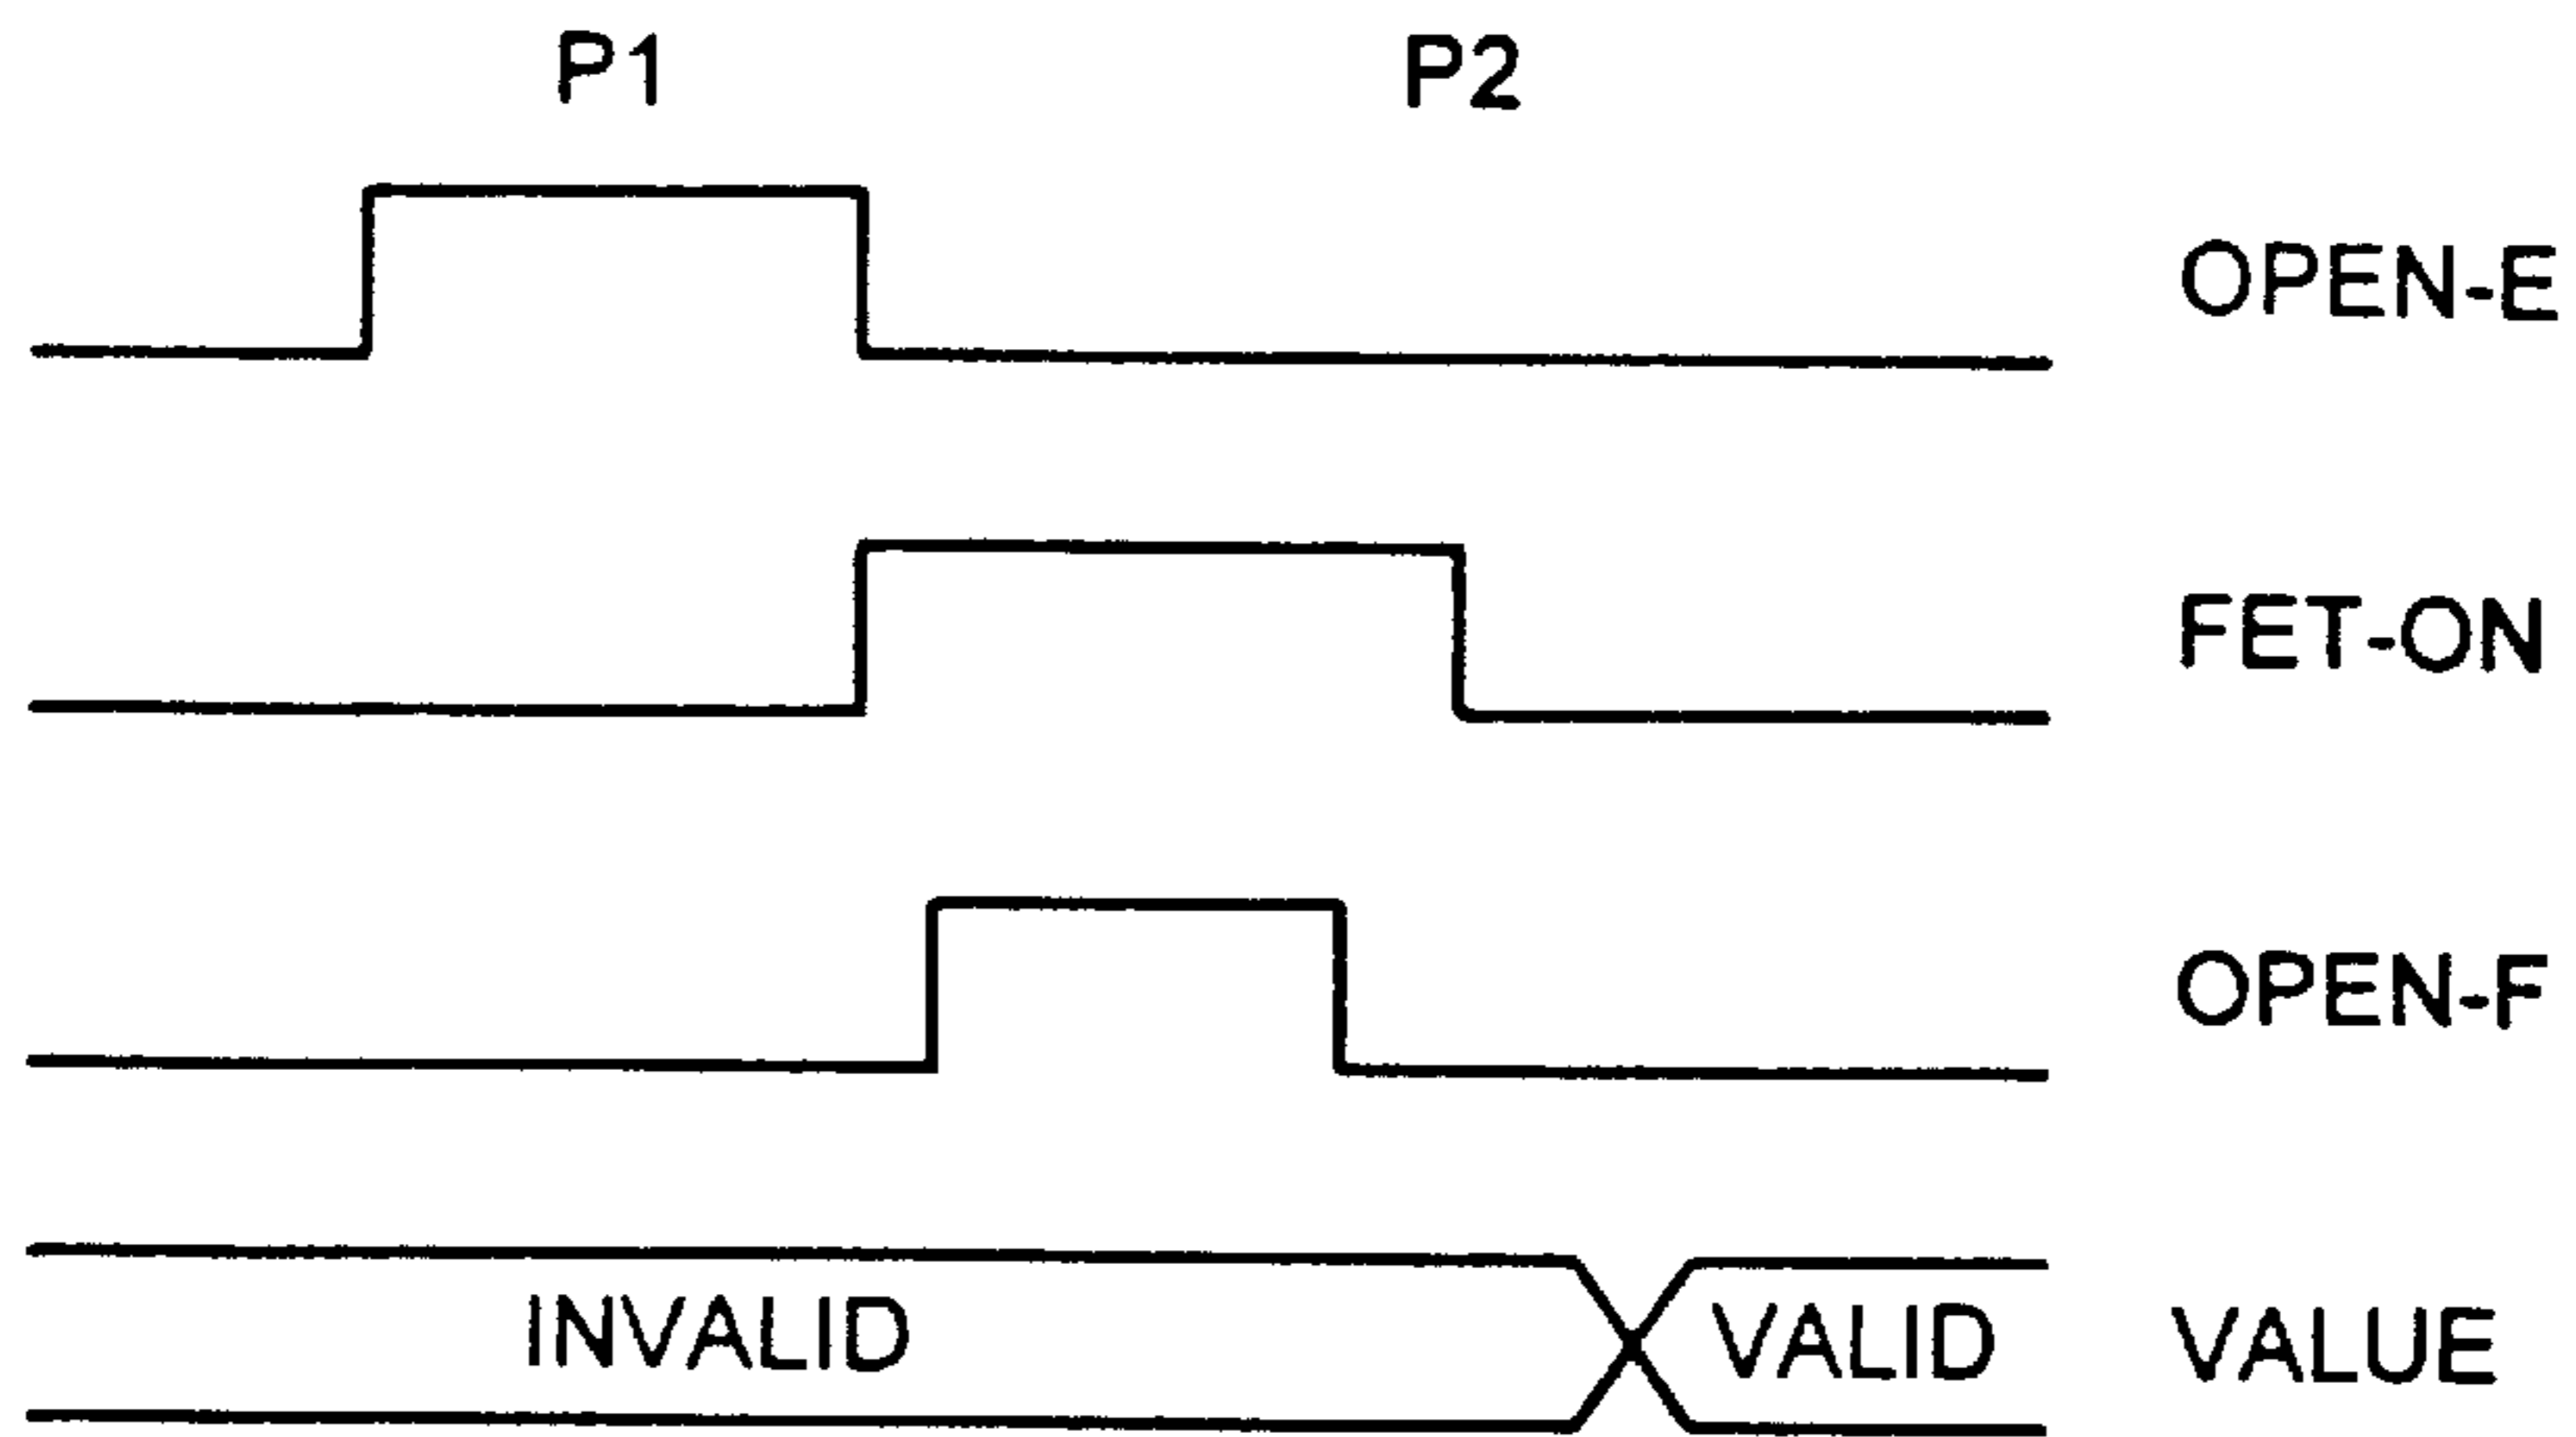 P1 P2
OPEN-E
FET-ON
OPEN-F
INVALID VALID VALUE